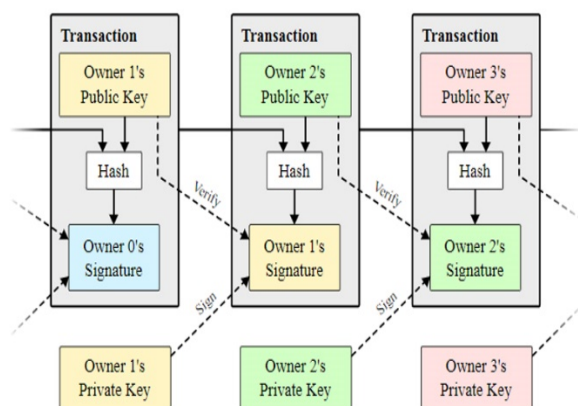 Transaction
Owner 1's
Public Key
Hash
Owner 0's
Signature
Transaction
Owner 2's
Public Key
Hash
Verify
Owner 1's
Signature
Sign
Transaction
Owner 3's
Public Key
Hash
Verify
Owner 2's
Signature
Sign
Owner 1's
Private Key
Owner 2's
Private Key
Owner 3's
Private Key